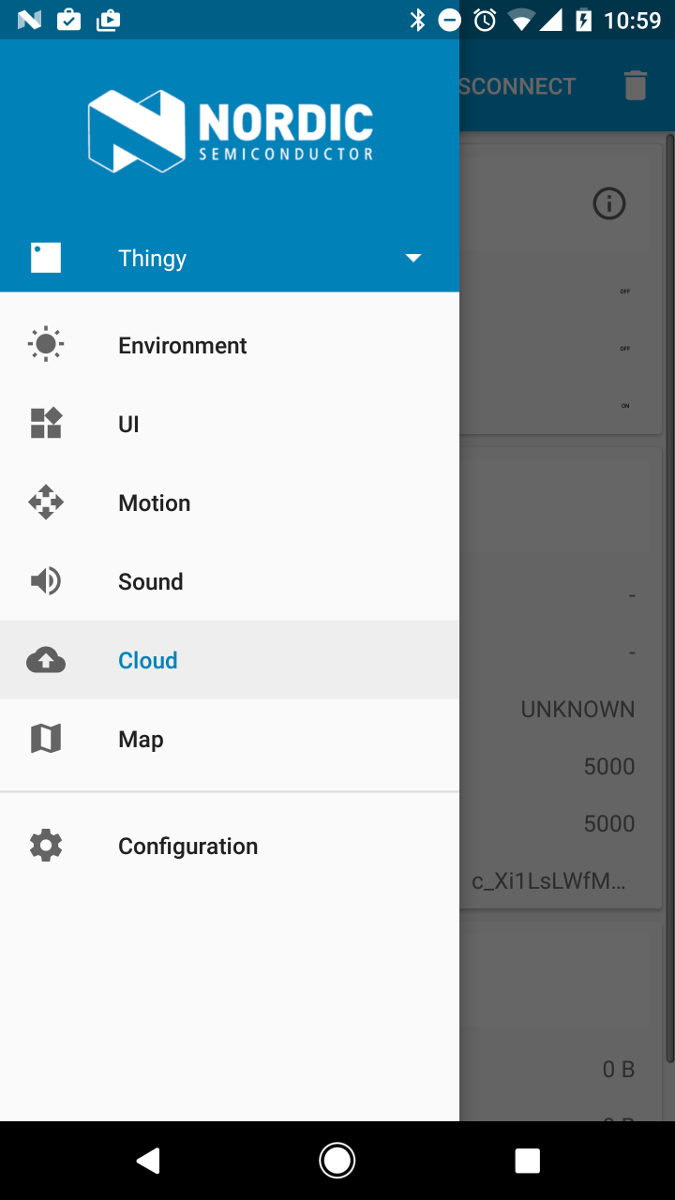 10:59
SCONNECT
NORDIC
SEMICONDUCTOR
Thingy
OFF
Environment
OFF
ON
UI
Motion
Sound
-
Cloud
-
UNKNOWN
Map
5000
5000
Configuration
c_Xi1LsLWfM...
0 B